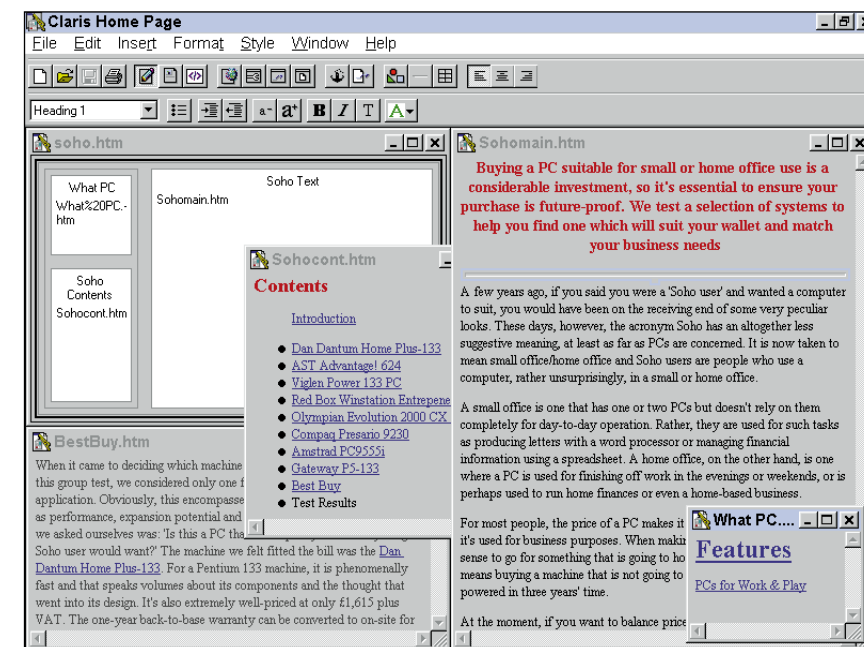 Claris Home Page
File Edit Insert Format Style Window Help
Heading 1
a- a+ B I T A
soho.htm
What PC
What%20PC.-
htm
Soho
Contents
Sohocont.htm
Soho Text
Sohomain.htm
Sohocont.htm
Contents
Introduction
Dan Dantum Home Plus-133
AST Advantage! 624
Viglen Power 133 PC
Red Box Winstation Entrepene
Olympian Evolution 2000 CX
Compaq Presario 9230
Amstrad PC9555i
Gateway P5-133
Best Buy
Test Results
BestBuy.htm
When it came to deciding which machine
this group test, we considered only one f
application. Obviously, this encompasse
as performance, expansion potential and
we asked ourselves was: 'Is this a PC tha
Soho user would want?' The machine we felt fitted the bill was the Dan
Dantum Home Plus-133. For a Pentium 133 machine, it is phenomenally
fast and that speaks volumes about its components and the thought that
went into its design. It's also extremely well-priced at only £1,615 plus
VAT. The one-year back-to-base warranty can be converted to on-site for
Sohomain.htm
Buying a PC suitable for small or home office use is a
considerable investment, so it's essential to ensure your
purchase is future-proof. We test a selection of systems to
help you find one which will suit your wallet and match
your business needs
A few years ago, if you said you were a 'Soho user' and wanted a computer
to suit, you would have been on the receiving end of some very peculiar
looks. These days, however, the acronym Soho has an altogether less
suggestive meaning, at least as far as PCs are concerned. It is now taken to
mean small office/home office and Soho users are people who use a
computer, rather unsurprisingly, in a small or home office.
A small office is one that has one or two PCs but doesn't rely on them
completely for day-to-day operation. Rather, they are used for such tasks
as producing letters with a word processor or managing financial
information using a spreadsheet. A home office, on the other hand, is one
where a PC is used for finishing off work in the evenings or weekends, or is
perhaps used to run home finances or even a home-based business.
For most people, the price of a PC makes it
it's used for business purposes. When makin
sense to go for something that is going to ho
means buying a machine that is not going to
powered in three years' time.
At the moment, if you want to balance price
What PC....
Features
PCs for Work & Play